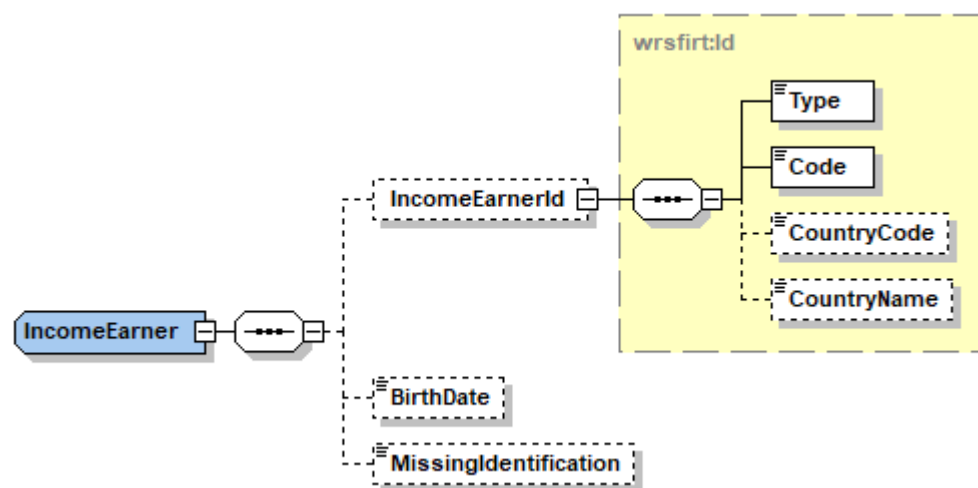 wrsfirt:Id
Type
Code
IncomeEarnerId
CountryCode
CountryName
IncomeEarner
BirthDate
MissingIdentification